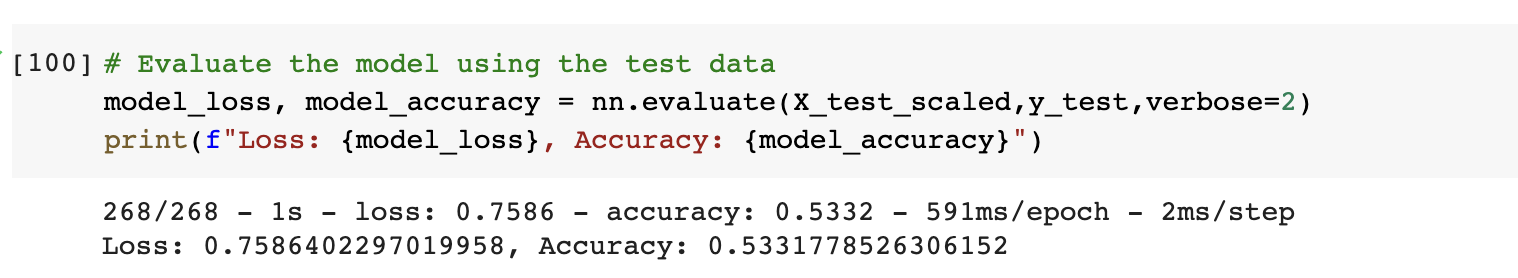 [100] # Evaluate the model using the test data
model_loss, model_accuracy = nn.evaluate(X_test_scaled,y_test,verbose=2)
print(f"Loss: {model_loss}, Accuracy: {model_accuracy}")
268/268 - 1s - loss: 0.7586 - accuracy: 0.5332 - 591ms/epoch - 2ms/step
Loss: 0.7586402297019958, Accuracy: 0.5331778526306152